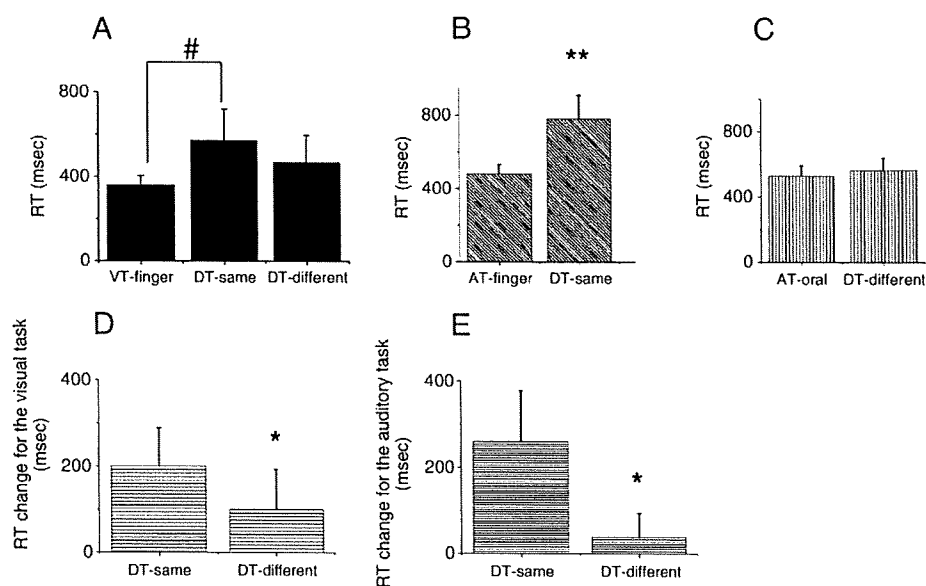 A
#
RT (msec)
800
400
0
VT-finger DT-same DT-different
B
**
RT (msec)
800
400
0
AT-finger DT-same
C
RT (msec)
800
400
0
AT-oral DT-different
D
RT change for the visual task
(msec)
400
200
0
*
DT-same DT-different
E
RT change for the auditory task
(msec)
400
200
0
*
DT-same DT-different